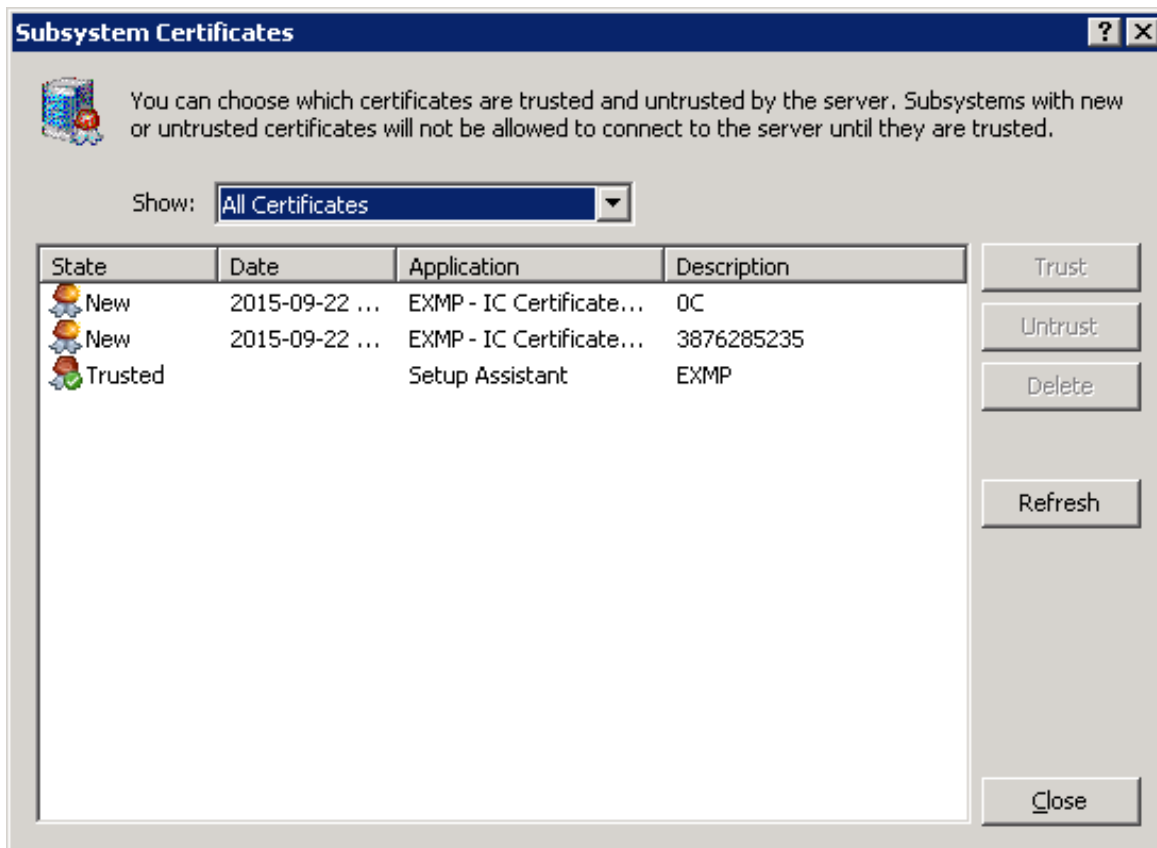 Subsystem Certificates
You can choose which certificates are trusted and untrusted by the server. Subsystems with new
or untrusted certificates will not be allowed to connect to the server until they are trusted.
Show: All Certificates
State Date Application Description
New 2015-09-22 ... EXMP - IC Certificate... 0C
New 2015-09-22 ... EXMP - IC Certificate... 3876285235
Trusted Setup Assistant EXMP
Trust
Untrust
Delete
Refresh
Close